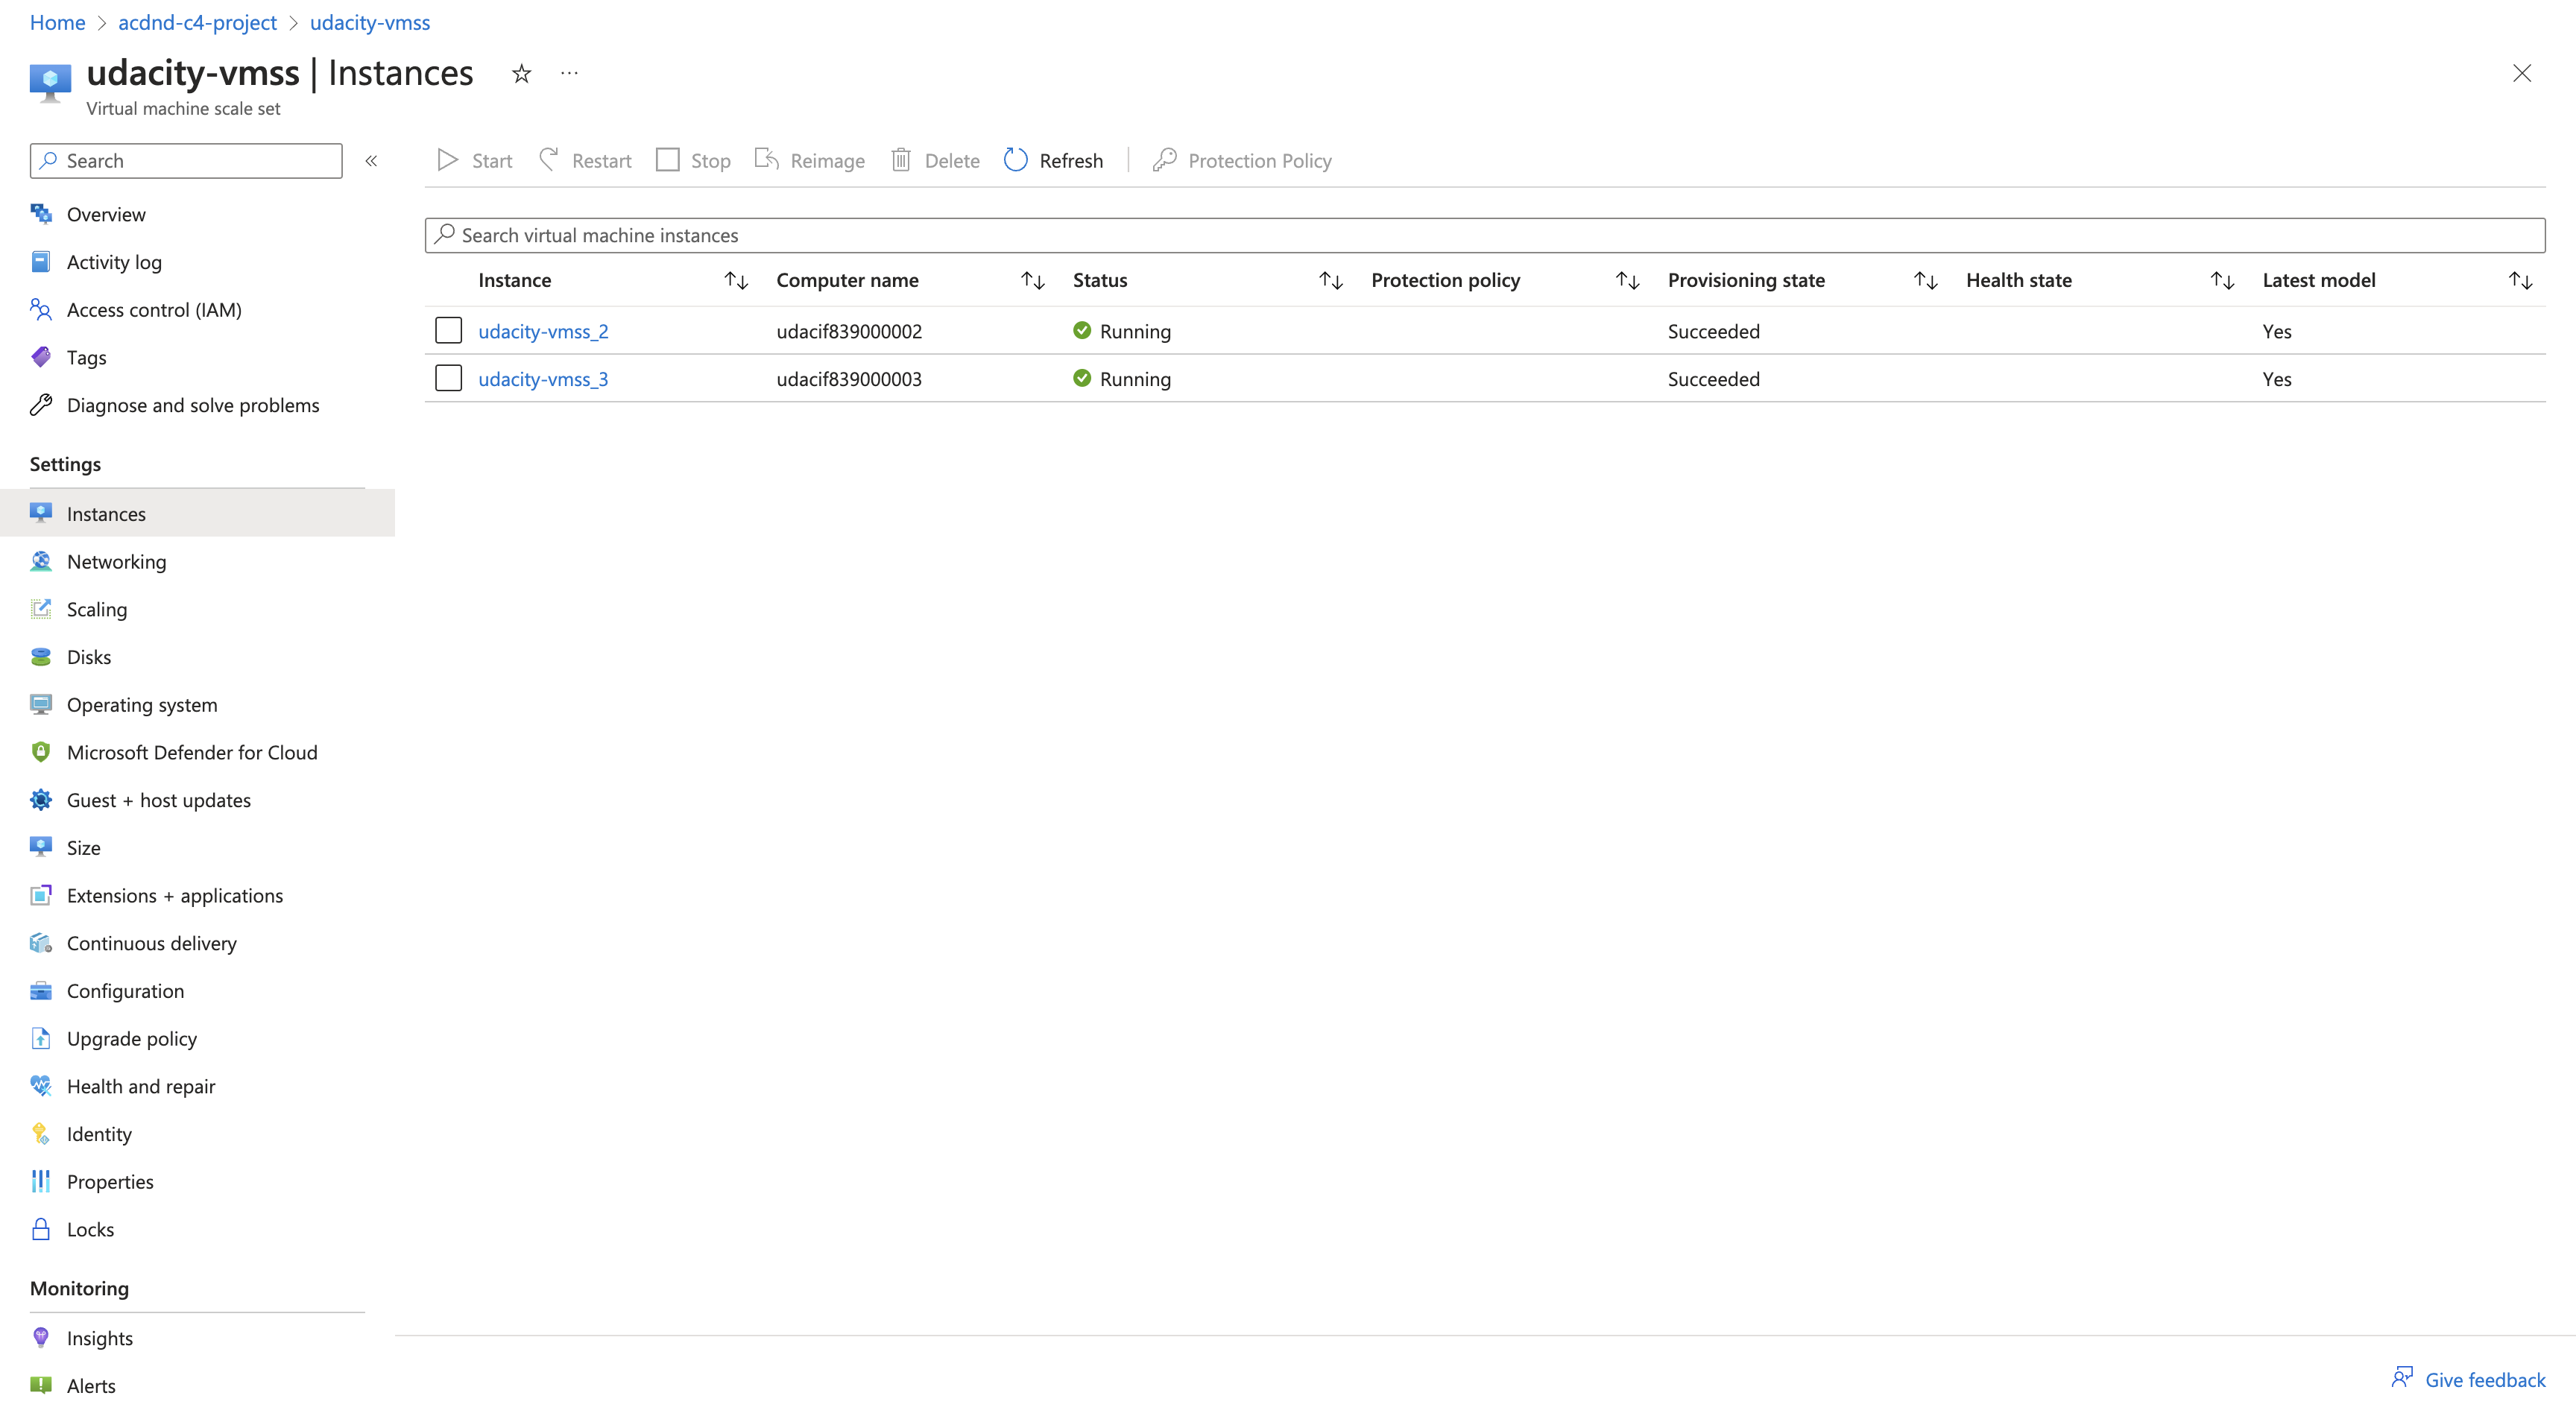 Home > acdnd-c4-project > udacity-vmss
udacity-vmss | Instances ☆ ...
Virtual machine scale set
Search «
Start Restart Stop Reimage Delete Refresh Protection Policy
Overview
Activity log
Access control (IAM)
Tags
Diagnose and solve problems
Settings
Instances
Networking
Scaling
Disks
Operating system
Microsoft Defender for Cloud
Guest + host updates
Size
Extensions + applications
Continuous delivery
Configuration
Upgrade policy
Health and repair
Identity
Properties
Locks
Monitoring
Insights
Alerts
Search virtual machine instances
Instance Computer name Status Protection policy Provisioning state Health state Latest model
udacity-vmss_2 udacif839000002 Running Succeeded Yes
udacity-vmss_3 udacif839000003 Running Succeeded Yes
Give feedback